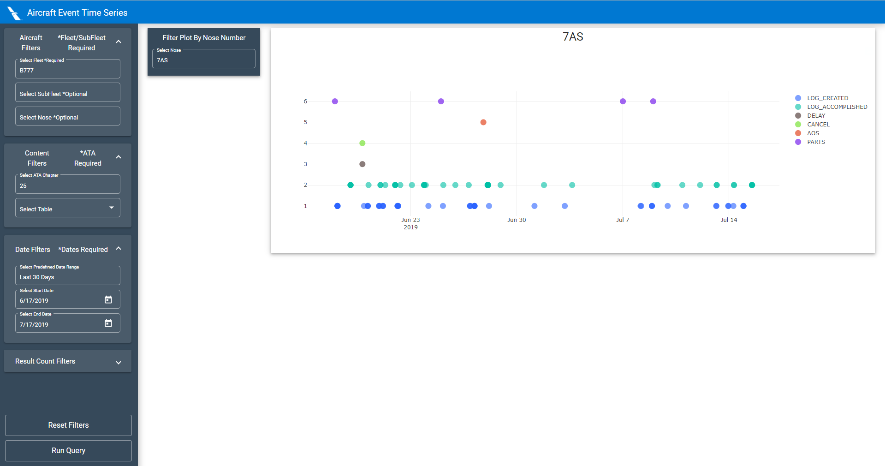 Aircraft Event Time Series
Aircraft Filters
*Fleet/SubFleet Required
Select Fleet *Required
B777
Select SubFleet *Optional
Select Nose *Optional
Content Filters
*ATA Required
Select ATA Chapter
25
Select Table
Date Filters
*Dates Required
Select Predefined Date Range
Last 30 Days
Select Start Date
6/17/2019
Select End Date
7/17/2019
Result Count Filters
Reset Filters
Run Query
Filter Plot By Nose Number
Select Nose
7AS
7AS
6
5
4
3
2
1
Jun 23
2019
Jun 30
Jul 7
Jul 14
LOG_CREATED
LOG_ACCOMPLISHED
DELAY
CANCEL
AOS
PARTS